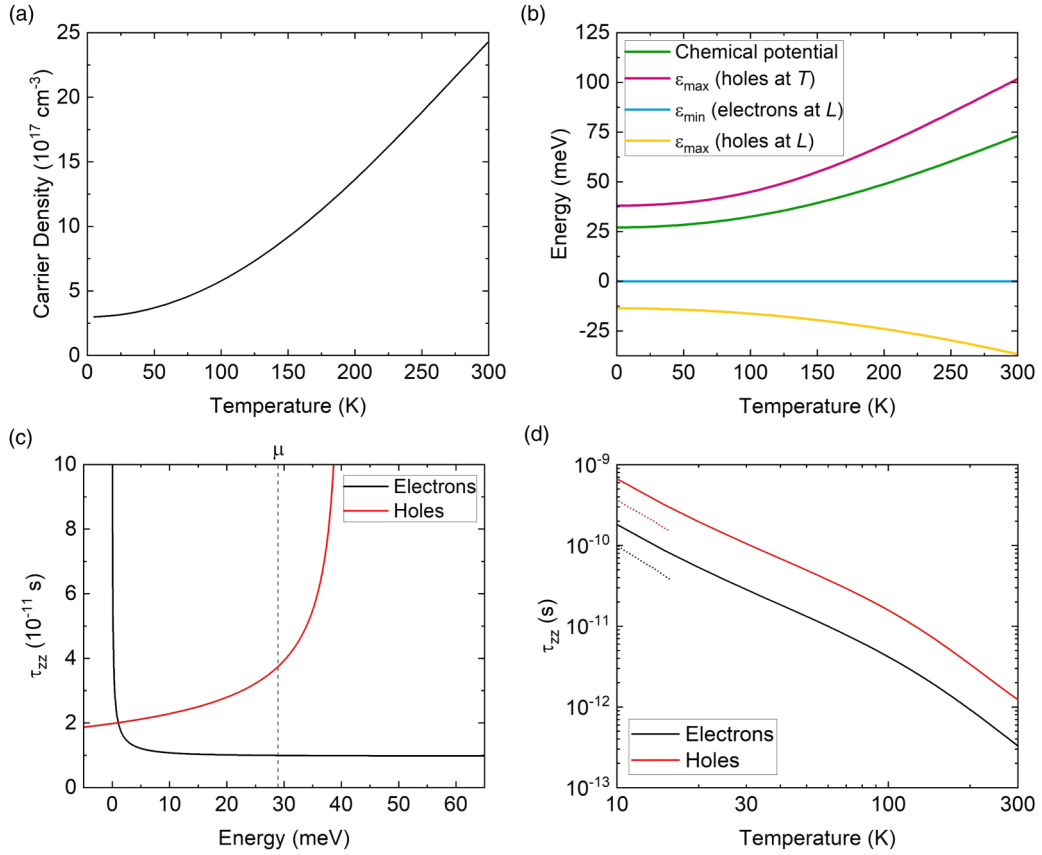 (a)
25
20
15
10
5
0
Carrier Density (10¹⁷ cm⁻³)
0 50 100 150 200 250 300
Temperature (K)
(b)
Chemical potential
εmax (holes at T)
εmin (electrons at L)
εmax (holes at L)
100
75
50
25
0
-25
Energy (meV)
0 50 100 150 200 250 300
Temperature (K)
(c)
μ
Electrons
Holes
10
8
6
4
2
0
τzz (10⁻¹¹ s)
0 10 20 30 40 50 60
Energy (meV)
(d)
10⁻⁹
10⁻¹⁰
10⁻¹¹
10⁻¹²
10⁻¹³
τzz (s)
Electrons
Holes
10 30 100 300
Temperature (K)